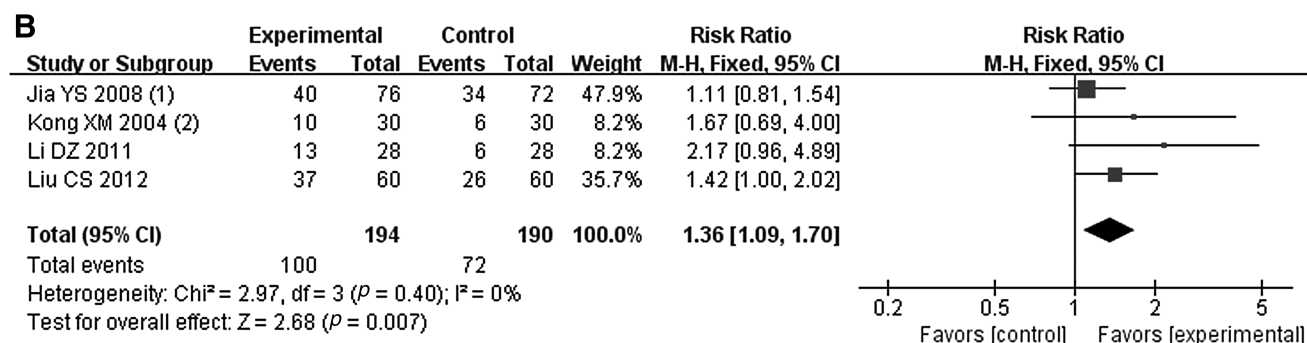 B
Experimental Control Risk Ratio Risk Ratio
Study or Subgroup Events Total Events Total Weight M-H, Fixed, 95% CI M-H, Fixed, 95% CI
Jia YS 2008 (1) 40 76 34 72 47.9% 1.11 [0.81, 1.54]
Kong XM 2004 (2) 10 30 6 30 8.2% 1.67 [0.69, 4.00]
Li DZ 2011 13 28 6 28 8.2% 2.17 [0.96, 4.89]
Liu CS 2012 37 60 26 60 35.7% 1.42 [1.00, 2.02]
Total (95% CI) 194 190 100.0% 1.36 [1.09, 1.70]
Total events 100 72
Heterogeneity: Chi² = 2.97, df = 3 (P = 0.40); I² = 0%
Test for overall effect: Z = 2.68 (P = 0.007)
0.2 0.5 1 2 5
Favors [control] Favors [experimental]